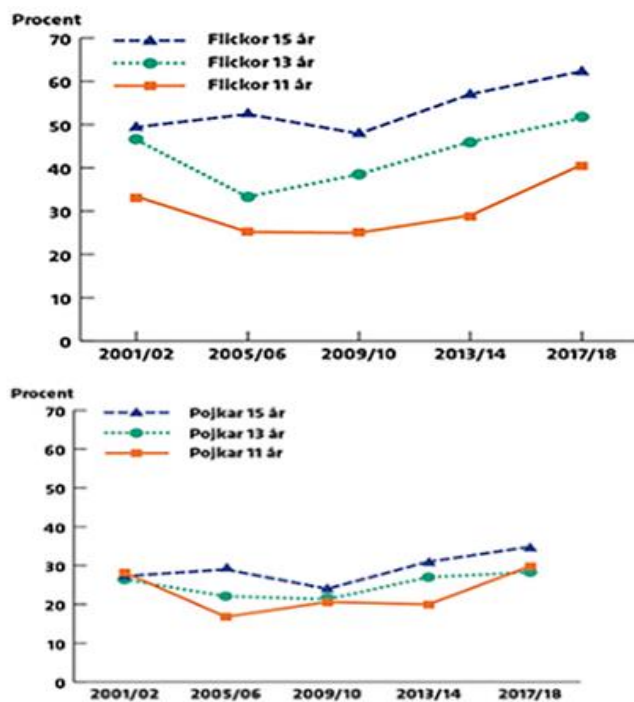 Procent
70
Flickor 15 år
60
Flickor 13 år
50
Flickor 11 år
40
30
20
10
0
2001/02 2005/06 2009/10 2013/14 2017/18
Procent
70
Pojkar 15 år
60
Pojkar 13 år
50
Pojkar 11 år
40
30
20
10
0
2001/02 2005/06 2009/10 2013/14 2017/18